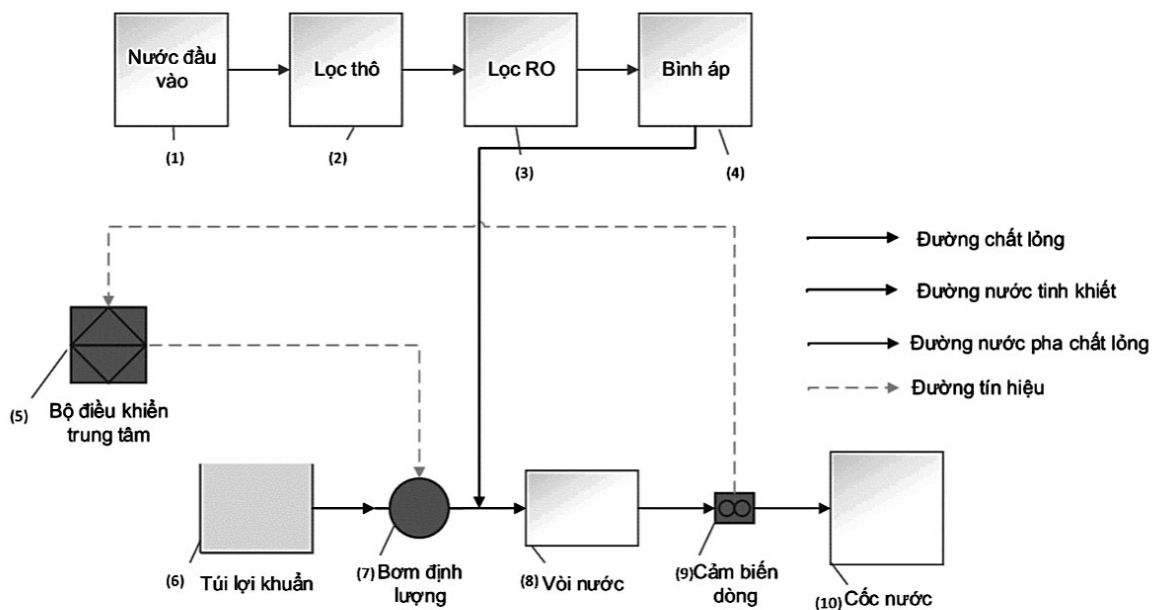 Nước đầu
vào
Lọc thô
Lọc RO
Bình áp
(1)
(2)
(3)
(4)
Đường chất lỏng
Đường nước tinh khiết
Đường nước pha chất lỏng
Đường tín hiệu
(5)
Bộ điều khiển
trung tâm
(6)
Túi lợi khuẩn
(7) Bơm định
lượng
(8) Vòi nước
(9) Cảm biến
dòng
(10) Cốc nước